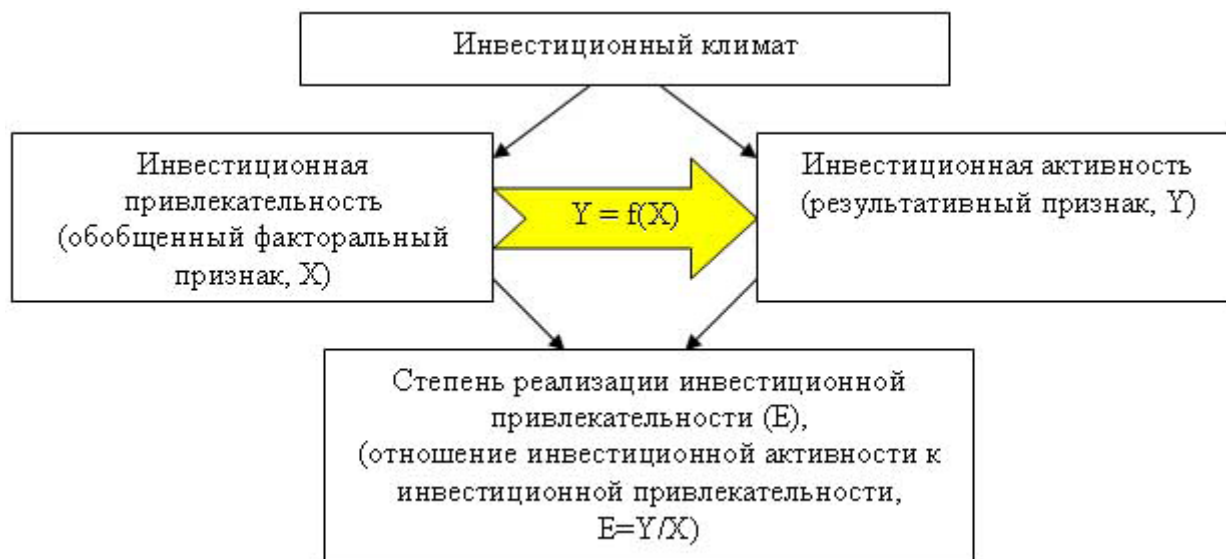 Инвестиционный климат
Инвестиционная
привлекательность
(обобщенный факторальный
признак, X)
Y = f(X)
Инвестиционная активность
(результативный признак, Y)
Степень реализации инвестиционной
привлекательности (E),
(отношение инвестиционной активности к
инвестиционной привлекательности,
E=Y/X)